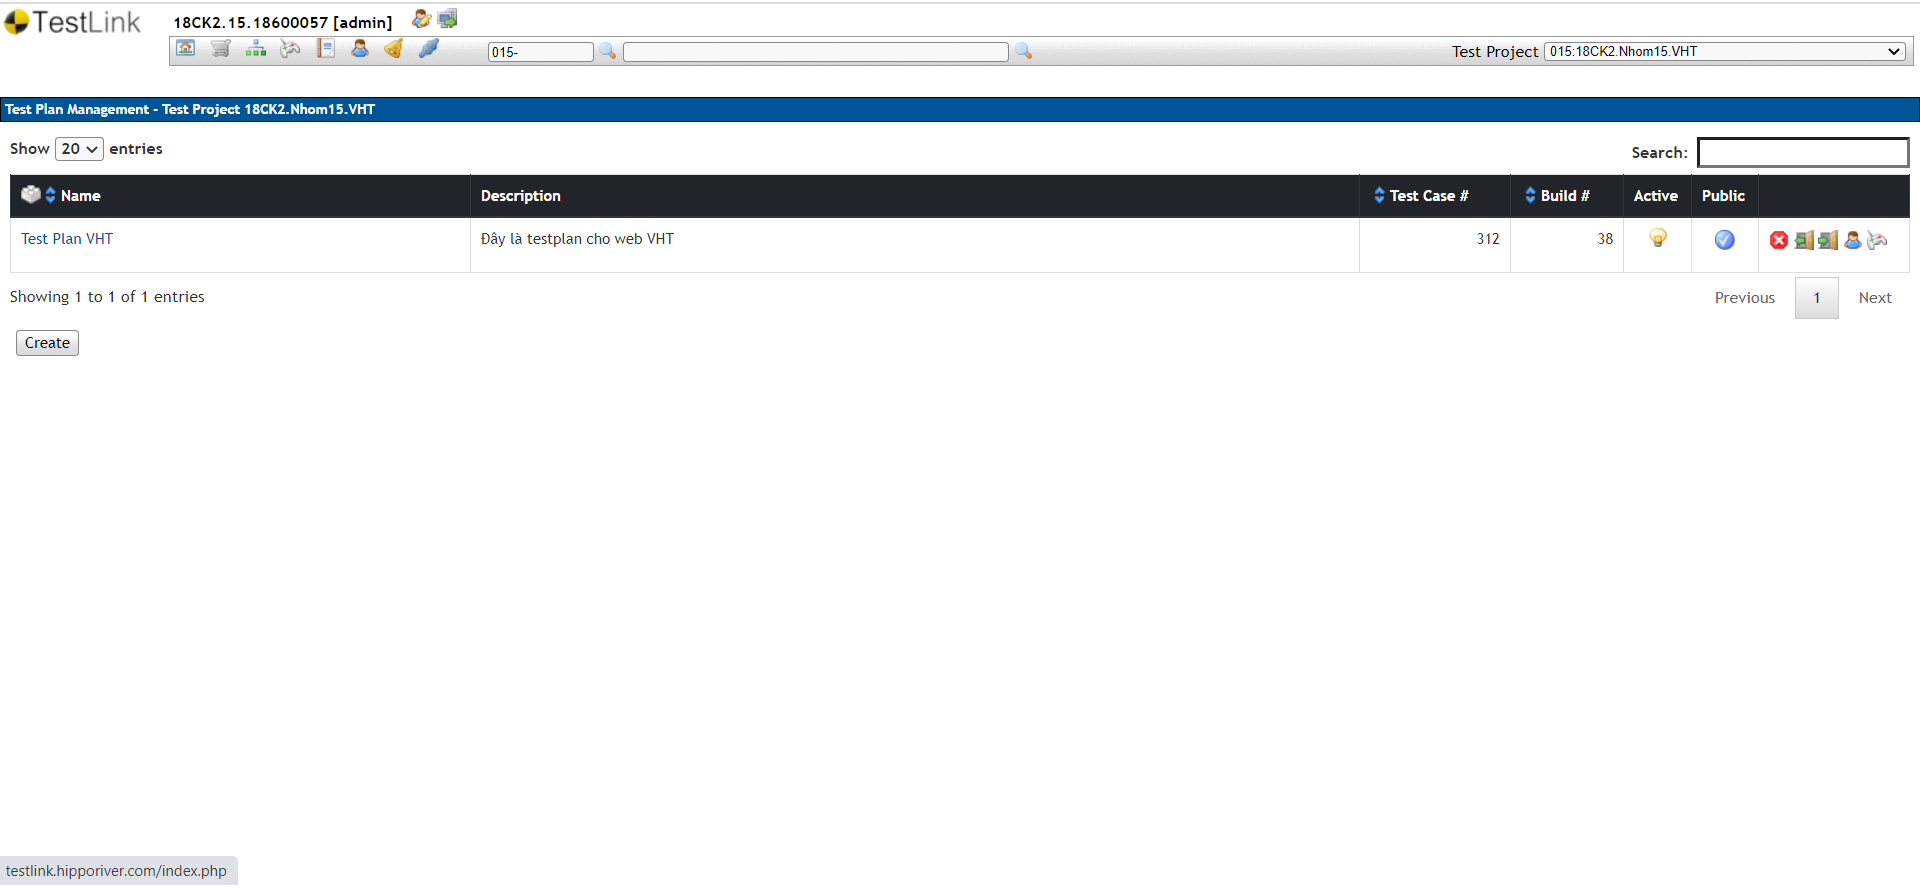 TestLink
18CK2.15.18600057 [admin]
015-
Test Project 015:18CK2.Nhom15.VHT
Test Plan Management - Test Project 18CK2.Nhom15.VHT
Show 20 entries
Search:
Name Description Test Case # Build # Active Public
Test Plan VHT Đây là testplan cho web VHT 312 38
Showing 1 to 1 of 1 entries
Previous 1 Next
Create
testlink.hipporiver.com/index.php